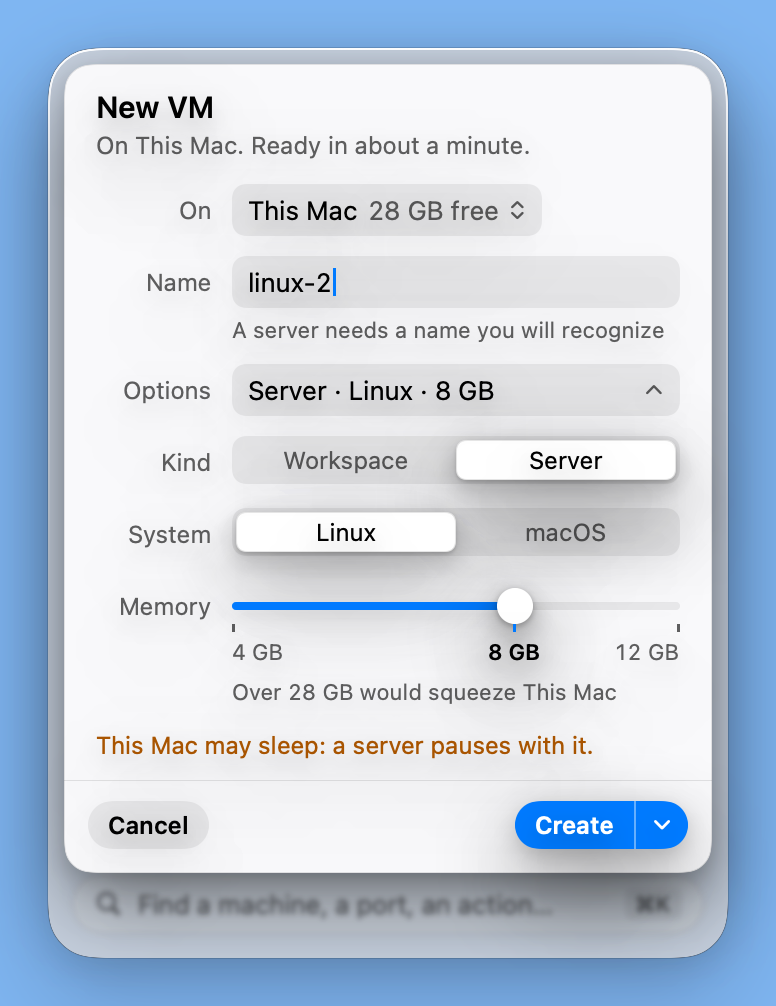 New VM
On This Mac. Ready in about a minute.
On This Mac 28 GB free
Name linux-2
A server needs a name you will recognize
Options Server · Linux · 8 GB
Kind Workspace Server
System Linux macOS
Memory
4 GB 8 GB 12 GB
Over 28 GB would squeeze This Mac
This Mac may sleep: a server pauses with it.
Cancel Create
Find a machine, a port, an action... ⌘K